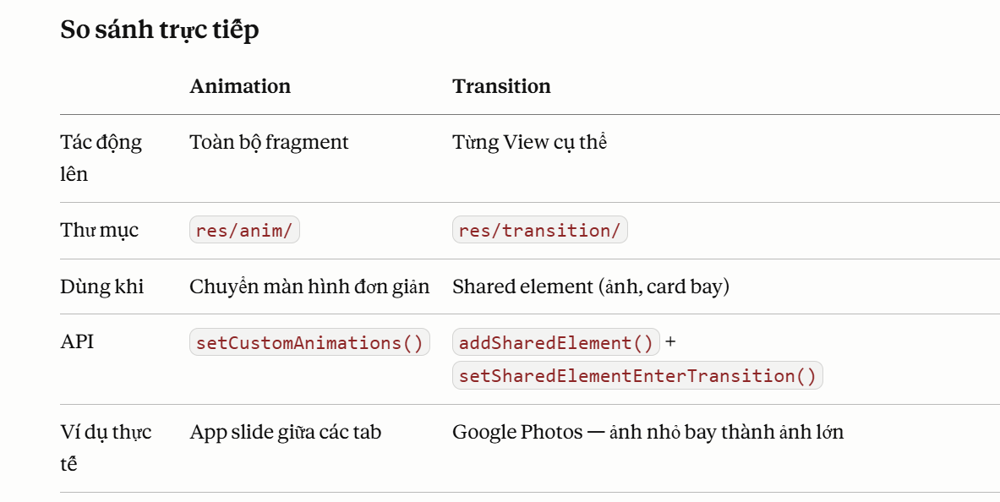 So sánh trực tiếp
Animation Transition
Tác động Toàn bộ fragment Từng View cụ thể
lên
Thư mục res/anim/ res/transition/
Dùng khi Chuyển màn hình đơn giản Shared element (ảnh, card bay)
API setCustomAnimations() addSharedElement() +
setSharedElementEnterTransition()
Ví dụ thực App slide giữa các tab Google Photos — ảnh nhỏ bay thành ảnh lớn
tế